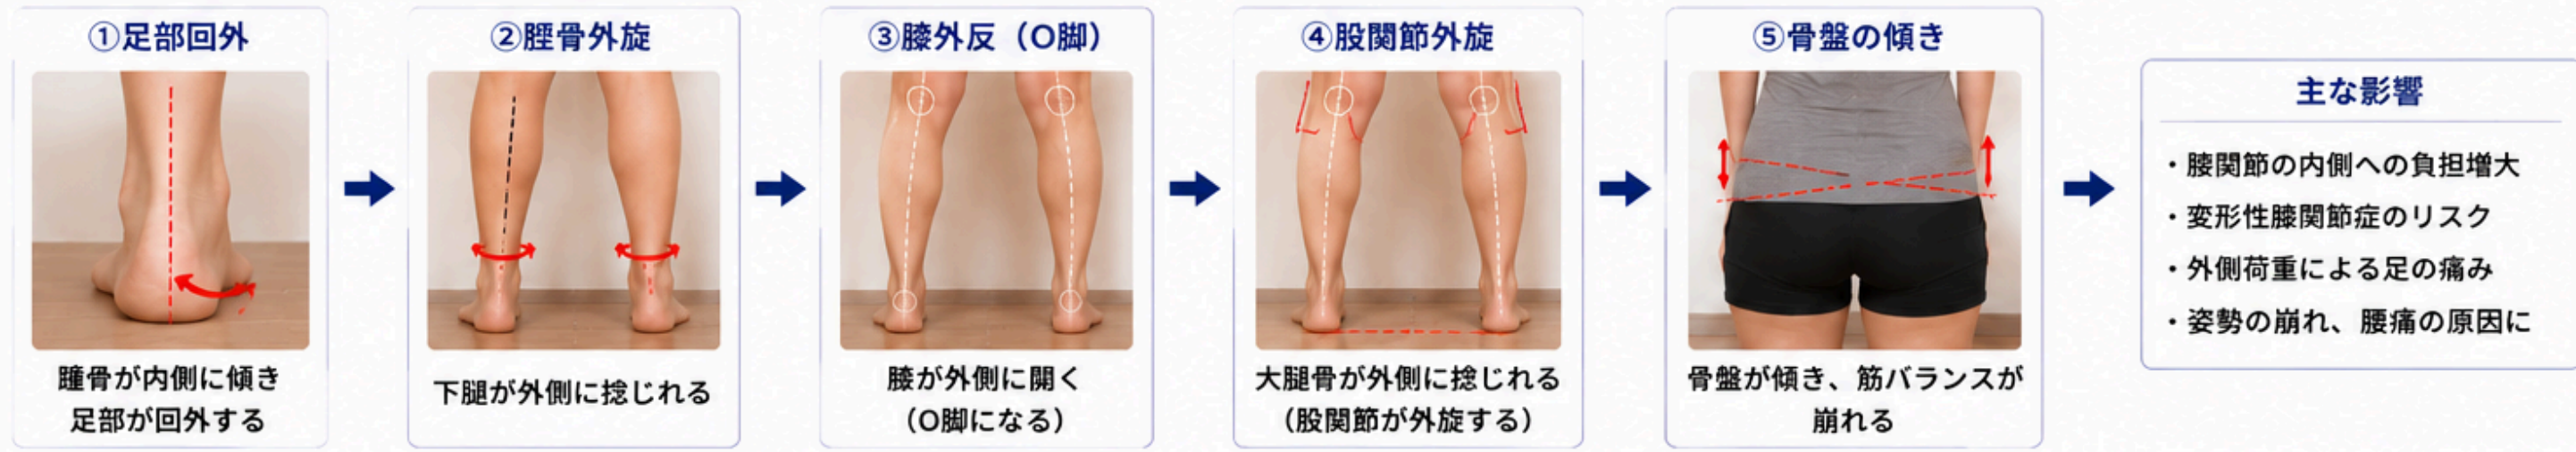 ①足部回外
踵骨が内側に傾き
足部が回外する
②脛骨外旋
下腿が外側に捻じれる
③膝外反（O脚）
膝が外側に開く
（O脚になる）
④股関節外旋
大腿骨が外側に捻じれる
（股関節が外旋する）
⑤骨盤の傾き
骨盤が傾き、筋バランスが
崩れる
主な影響
・膝関節の内側への負担増大
・変形性膝関節症のリスク
・外側荷重による足の痛み
・姿勢の崩れ、腰痛の原因に